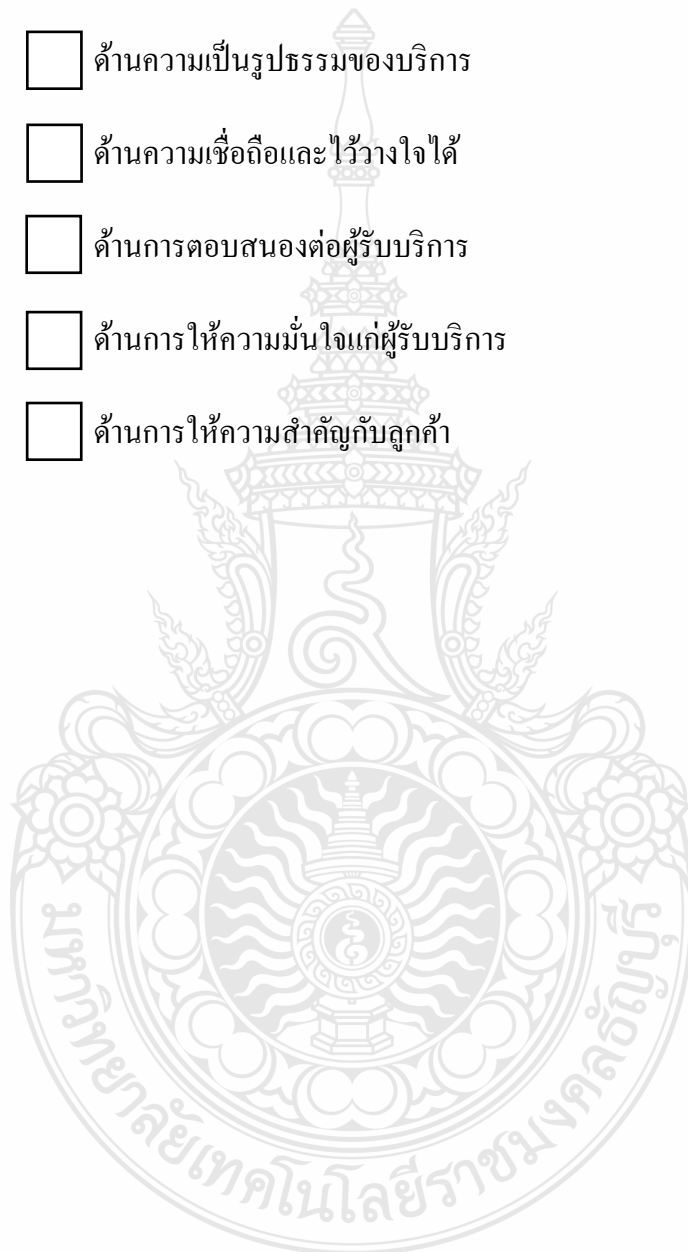 ด้านความเป็นรูปธรรมของบริการ
ด้านความเชื่อถือและไว้วางใจได้
ด้านการตอบสนองต่อผู้รับบริการ
ด้านการให้ความมั่นใจแก่ผู้รับบริการ
ด้านการให้ความสำคัญกับลูกค้า
มหาวิทยาลัยเทคโนโลยีราชมงคลธัญบุรี